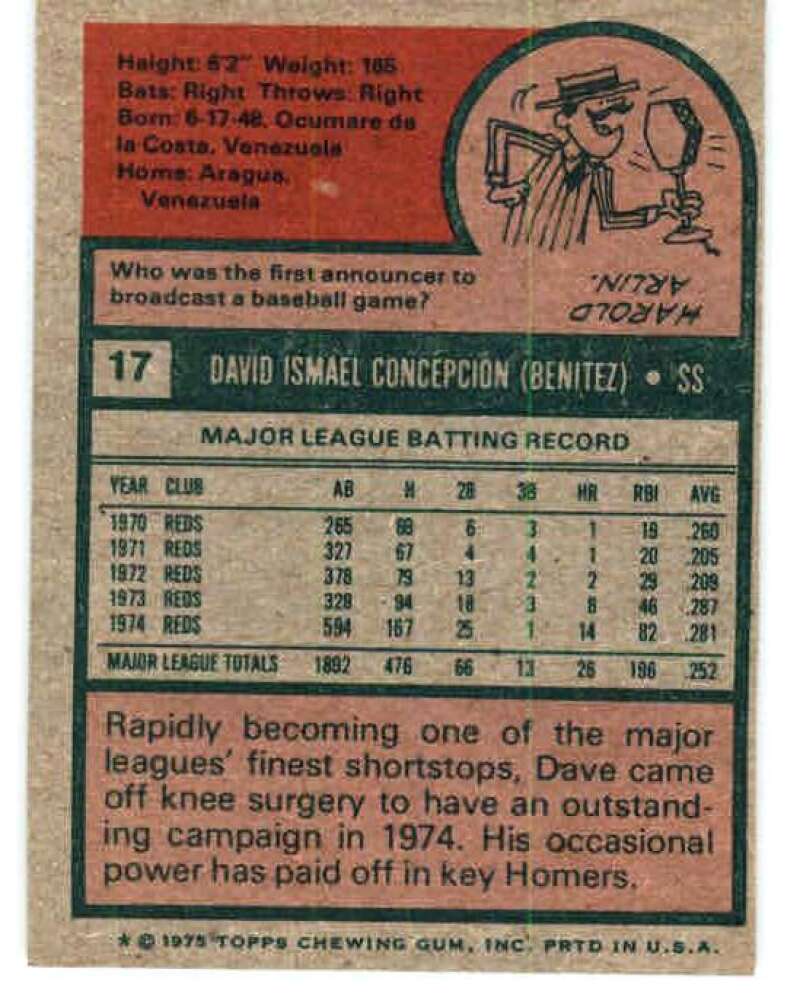 Height: 6'2" Weight: 165
Bats: Right Throws: Right
Born: 6-17-48, Ocumare de
la Costa, Venezuela
Home: Aragua,
Venezuela
Who was the first announcer to
broadcast a baseball game?
HAROLD
ARLIN.
17 DAVID ISMAEL CONCEPCION (BENITEZ) • SS
MAJOR LEAGUE BATTING RECORD
YEAR CLUB AB H 2B 3B HR RBI AVG
1970 REDS 265 69 6 3 1 19 .260
1971 REDS 327 67 4 4 1 20 .205
1972 REDS 378 79 13 2 2 29 .209
1973 REDS 328 94 18 3 8 46 .287
1974 REDS 594 167 25 1 14 82 .281
MAJOR LEAGUE TOTALS 1892 476 66 13 26 196 .252
Rapidly becoming one of the major
leagues' finest shortstops, Dave came
off knee surgery to have an outstand-
ing campaign in 1974. His occasional
power has paid off in key Homers.
* © 1975 TOPPS CHEWING GUM, INC. PRTD IN U.S.A.